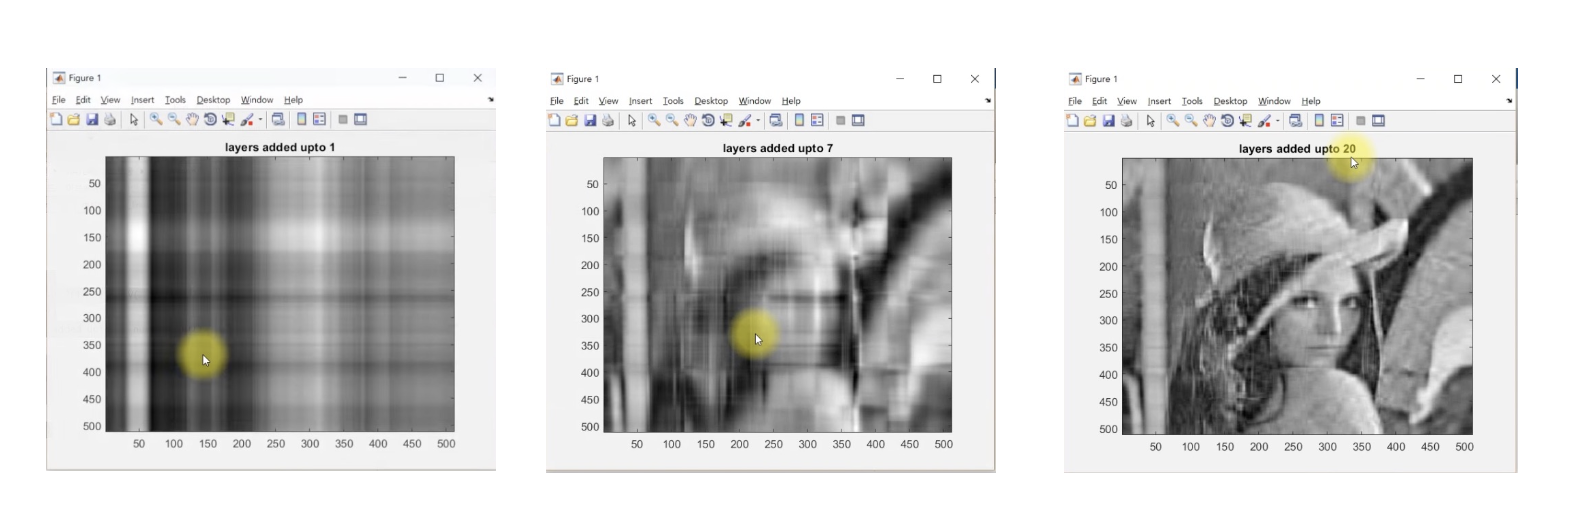 Figure 1
File Edit View Insert Tools Desktop Window Help
layers added upto 1
50
100
150
200
250
300
350
400
450
500
50 100 150 200 250 300 350 400 450 500
Figure 1
File Edit View Insert Tools Desktop Window Help
layers added upto 7
50
100
150
200
250
300
350
400
450
500
50 100 150 200 250 300 350 400 450 500
Figure 1
File Edit View Insert Tools Desktop Window Help
layers added upto 20
50
100
150
200
250
300
350
400
450
500
50 100 150 200 250 300 350 400 450 500